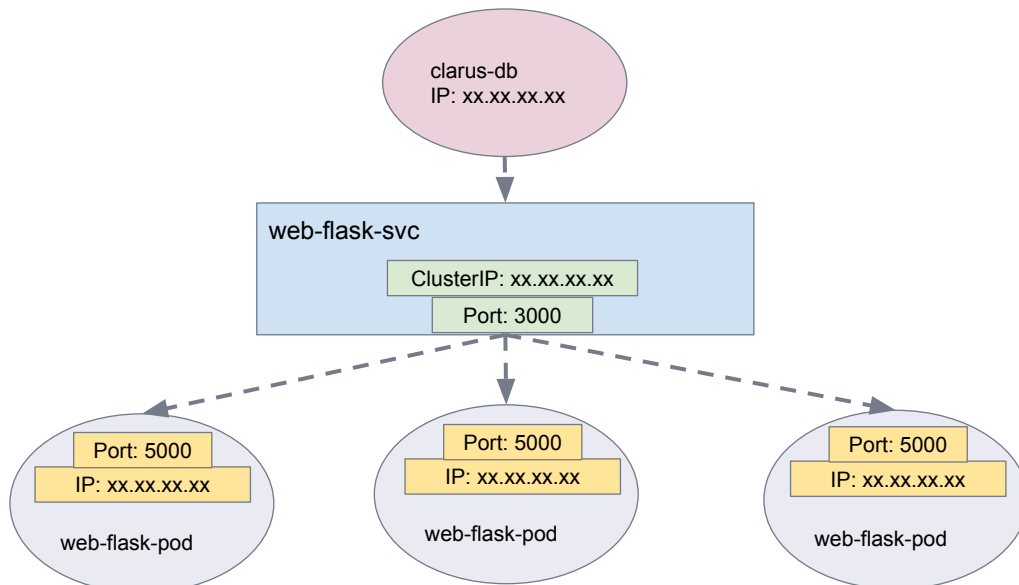 clarus-db
IP: xx.xx.xx.xx
web-flask-svc
ClusterIP: xx.xx.xx.xx
Port: 3000
Port: 5000
IP: xx.xx.xx.xx
web-flask-pod
Port: 5000
IP: xx.xx.xx.xx
web-flask-pod
Port: 5000
IP: xx.xx.xx.xx
web-flask-pod